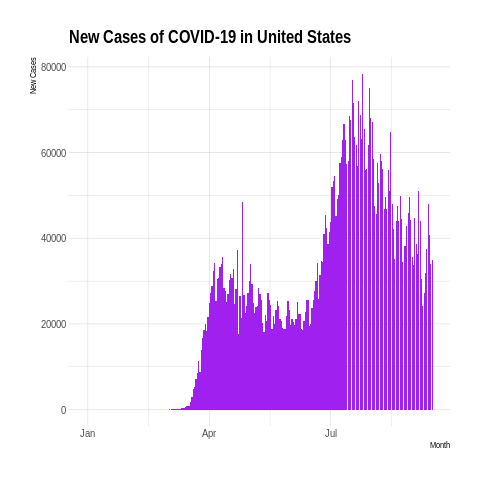 New Cases of COVID-19 in United States
New Cases
80000
60000
40000
20000
0
Jan Apr Jul
Month